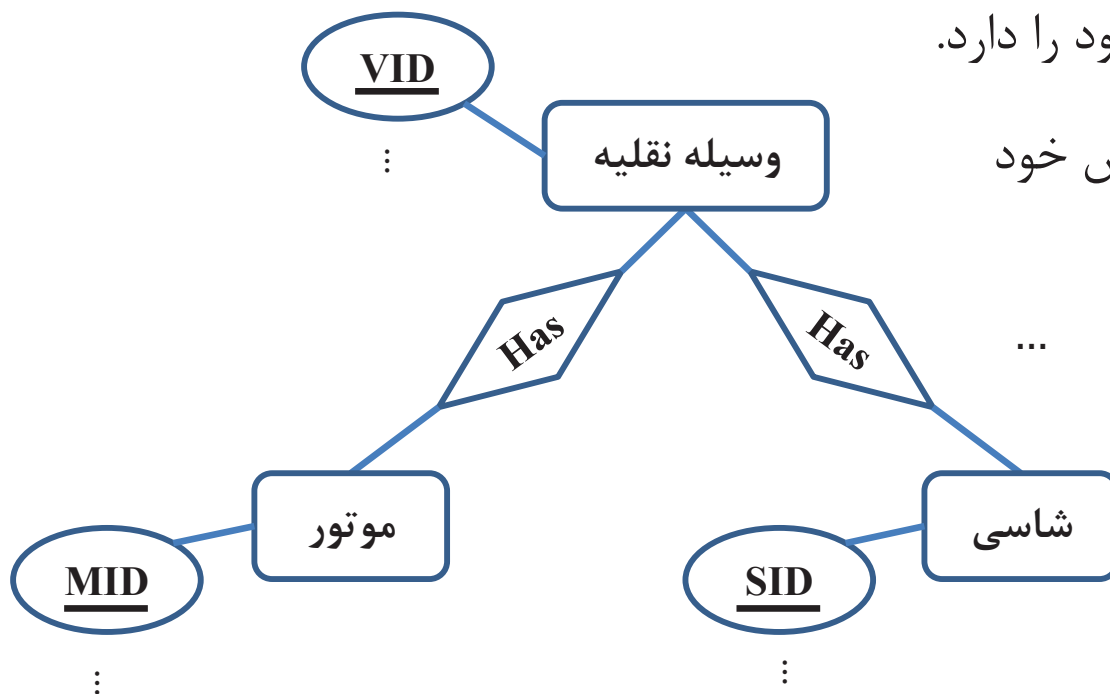 ود را دارد.
VID
وسیله نقلیه
⋮
خود
Has
Has
...
موتور
شاسی
MID
SID
⋮
⋮